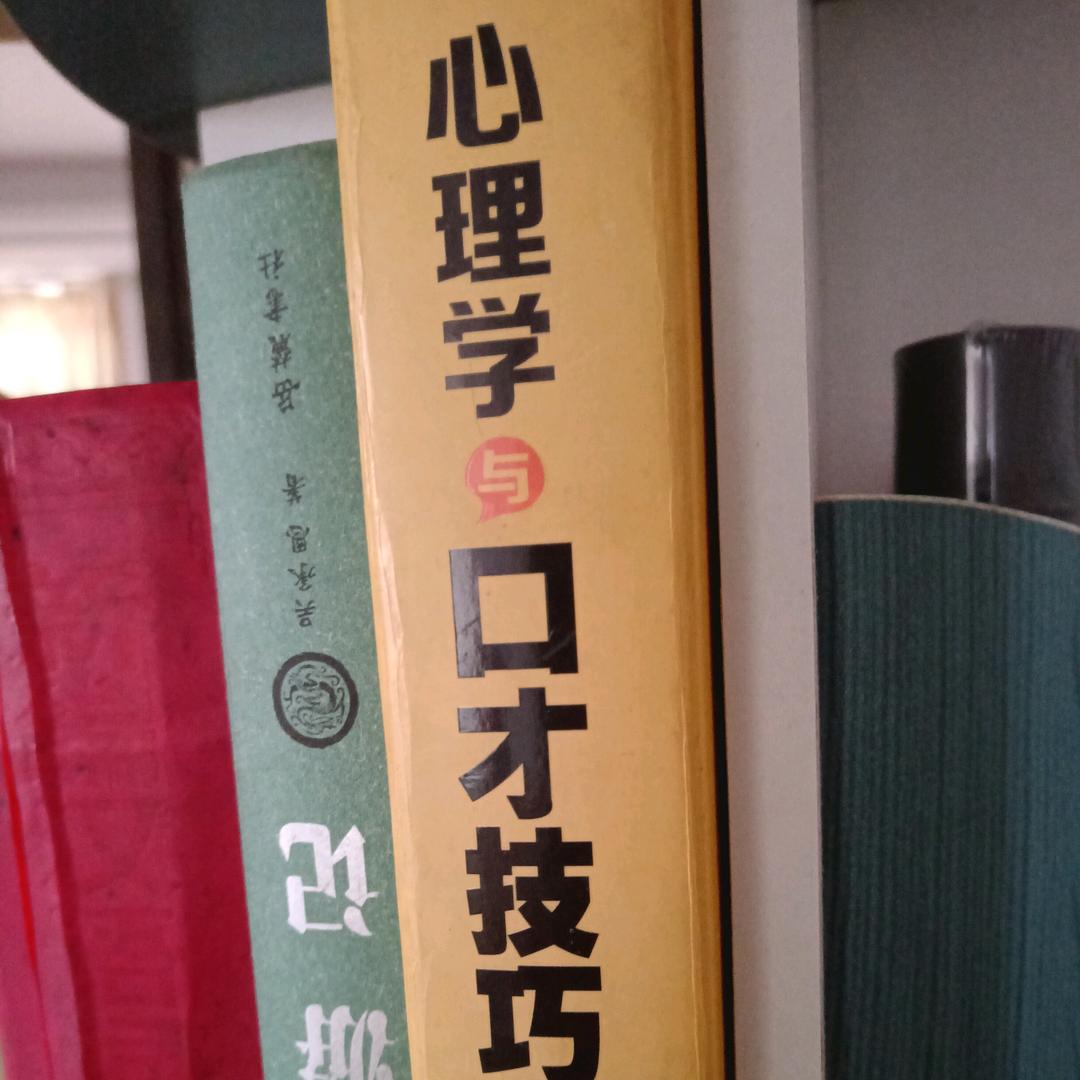 心理学与口才技巧
游记
吴承恩 著
岳麓书社